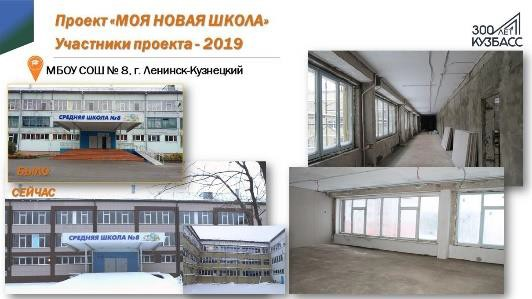 Проект «МОЯ НОВАЯ ШКОЛА»
Участники проекта - 2019
300 ЛЕТ
КУЗБАСС
МБОУ СОШ № 8, г. Ленинск-Кузнецкий
СРЕДНЯЯ ШКОЛА №8
БЫЛО
СЕЙЧАС
СРЕДНЯЯ ШКОЛА №8